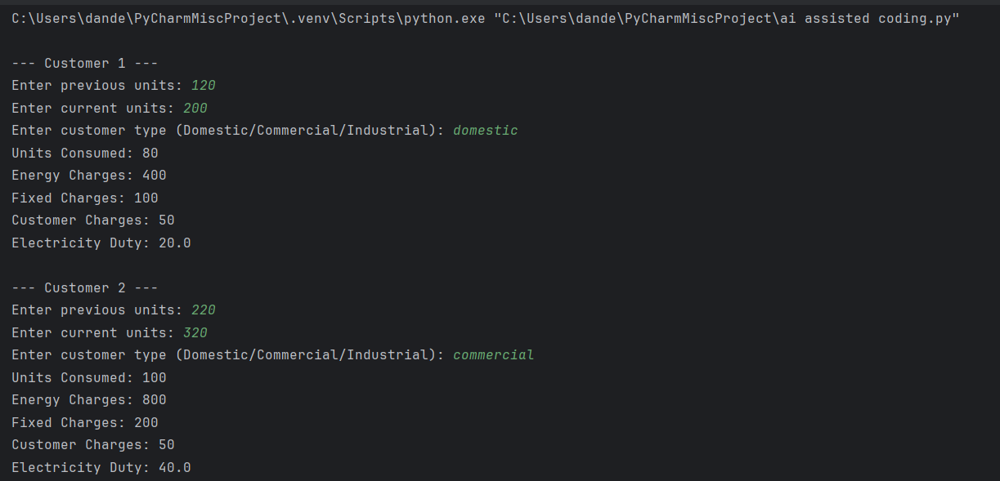 C:\Users\dande\PyCharmMiscProject\.venv\Scripts\python.exe "C:\Users\dande\PyCharmMiscProject\ai assisted coding.py"
--- Customer 1 ---
Enter previous units: 120
Enter current units: 200
Enter customer type (Domestic/Commercial/Industrial): domestic
Units Consumed: 80
Energy Charges: 400
Fixed Charges: 100
Customer Charges: 50
Electricity Duty: 20.0
--- Customer 2 ---
Enter previous units: 220
Enter current units: 320
Enter customer type (Domestic/Commercial/Industrial): commercial
Units Consumed: 100
Energy Charges: 800
Fixed Charges: 200
Customer Charges: 50
Electricity Duty: 40.0